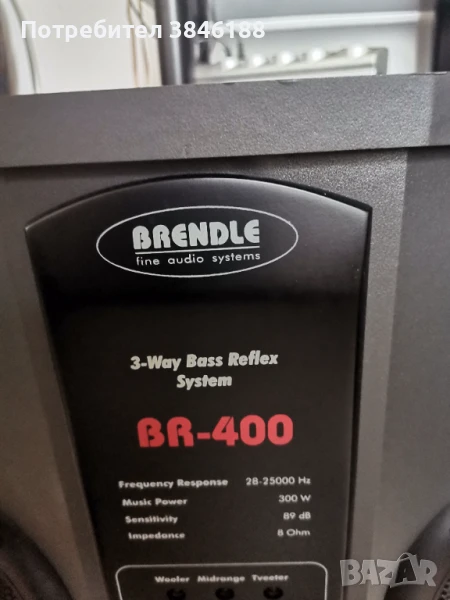 Потребител 3846188
BRENDLE
fine audio systems
3-Way Bass Reflex
System
BR-400
Frequency Response 28-25000 Hz
Music Power 300 W
Sensitivity 89 dB
Impedance 8 Ohm
Woofer Midrange Tweeter
BAZAR